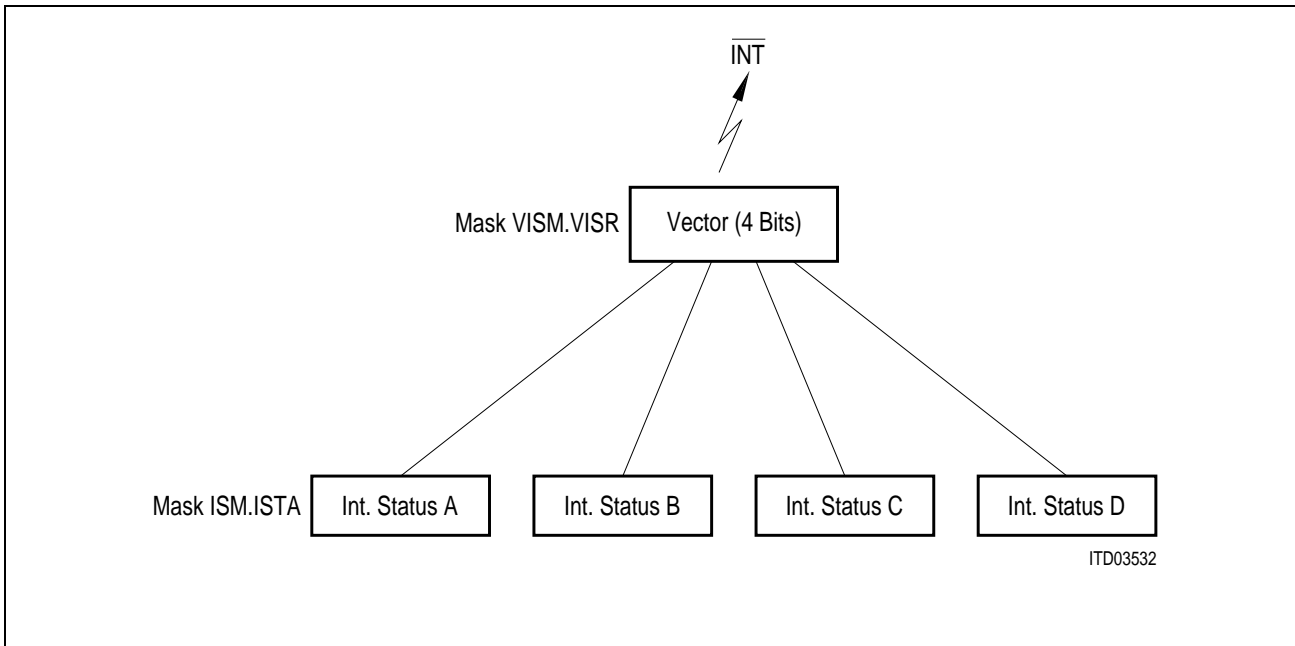 INT
Mask VISM.VISR Vector (4 Bits)
Mask ISM.ISTA Int. Status A Int. Status B Int. Status C Int. Status D
ITD03532